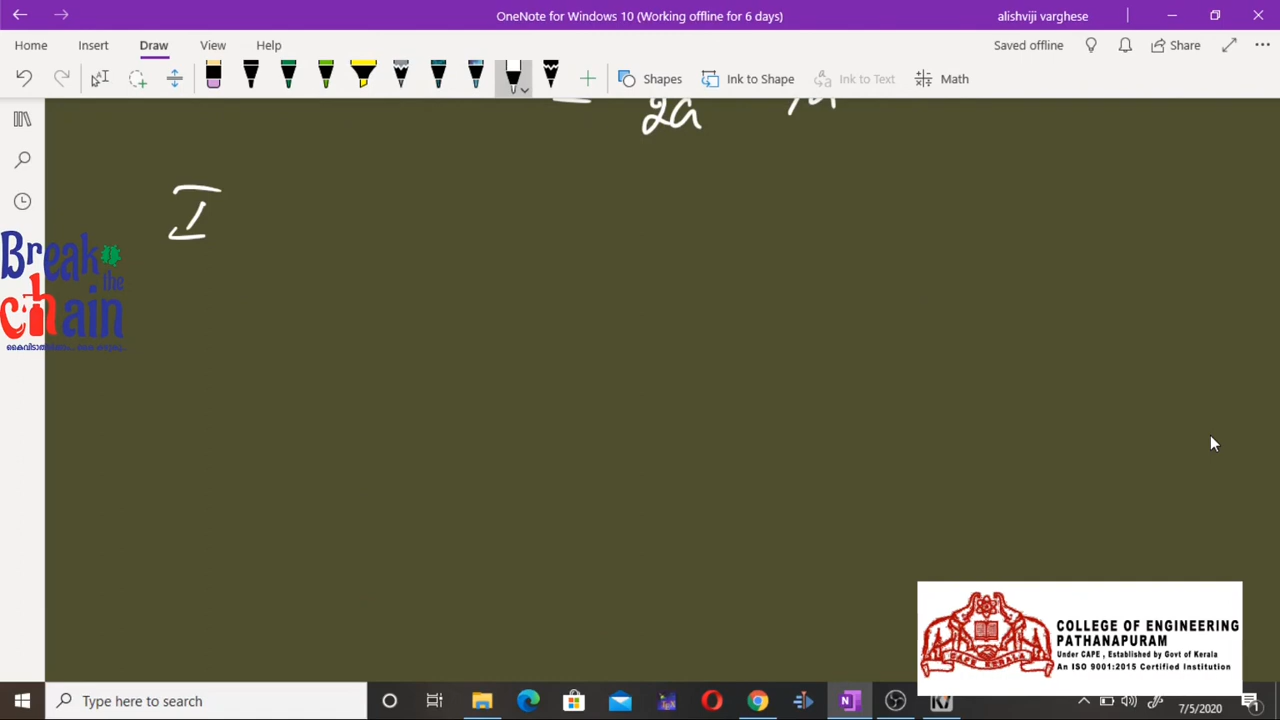 OneNote for Windows 10 (Working offline for 6 days)
alishviji varghese
Home Insert Draw View Help
Saved offline
Share
Shapes
Ink to Shape
Ink to Text
Math
2a
I
Break
the
chain
COLLEGE OF ENGINEERING
PATHANAPURAM
Under CAPE , Established by Govt of Kerala
An ISO 9001:2015 Certified Institution
CAPE KERALA
Type here to search
7/5/2020